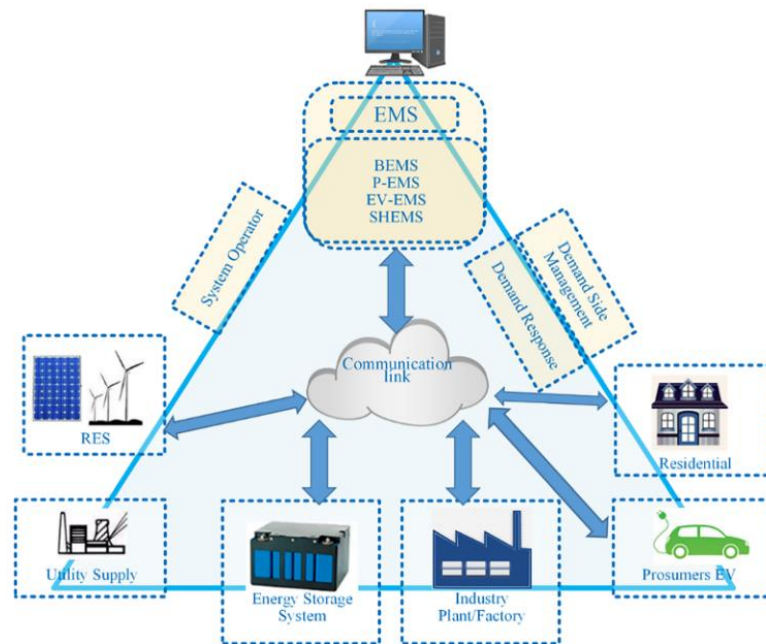 EMS
BEMS
P-EMS
EV-EMS
SHEMS
System Operator
Demand Side
Management
Demand Response
Communication
link
RES
Residential
Utility Supply
Energy Storage
System
Industry
Plant/Factory
Prosumers EV